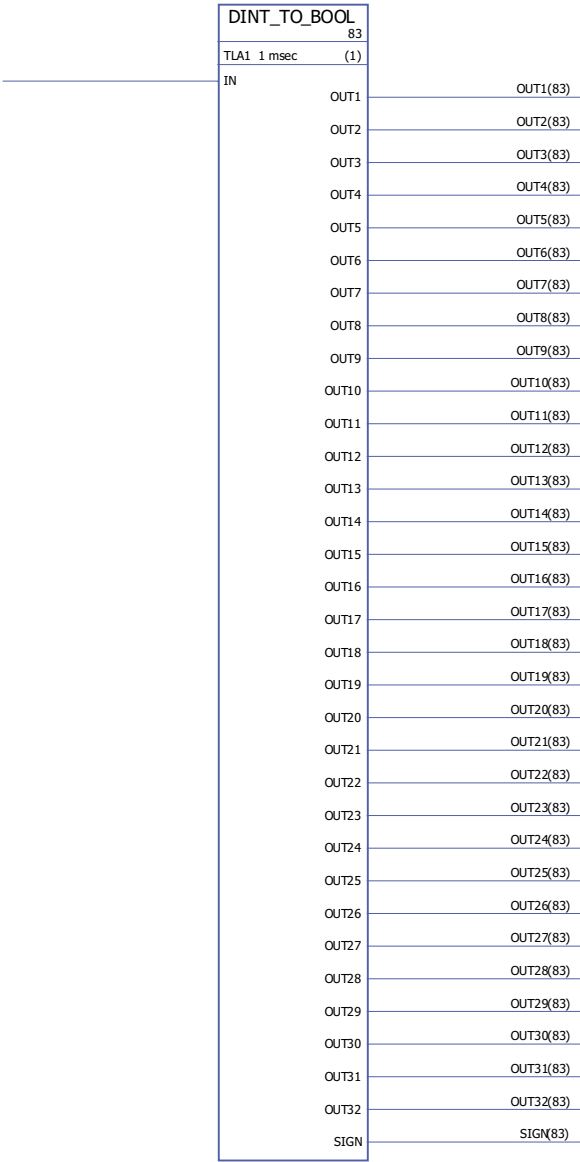 DINT_TO_BOOL
83
TLA1 1 msec (1)
IN
OUT1 OUT1(83)
OUT2 OUT2(83)
OUT3 OUT3(83)
OUT4 OUT4(83)
OUT5 OUT5(83)
OUT6 OUT6(83)
OUT7 OUT7(83)
OUT8 OUT8(83)
OUT9 OUT9(83)
OUT10 OUT10(83)
OUT11 OUT11(83)
OUT12 OUT12(83)
OUT13 OUT13(83)
OUT14 OUT14(83)
OUT15 OUT15(83)
OUT16 OUT16(83)
OUT17 OUT17(83)
OUT18 OUT18(83)
OUT19 OUT19(83)
OUT20 OUT20(83)
OUT21 OUT21(83)
OUT22 OUT22(83)
OUT23 OUT23(83)
OUT24 OUT24(83)
OUT25 OUT25(83)
OUT26 OUT26(83)
OUT27 OUT27(83)
OUT28 OUT28(83)
OUT29 OUT29(83)
OUT30 OUT30(83)
OUT31 OUT31(83)
OUT32 OUT32(83)
SIGN SIGN(83)